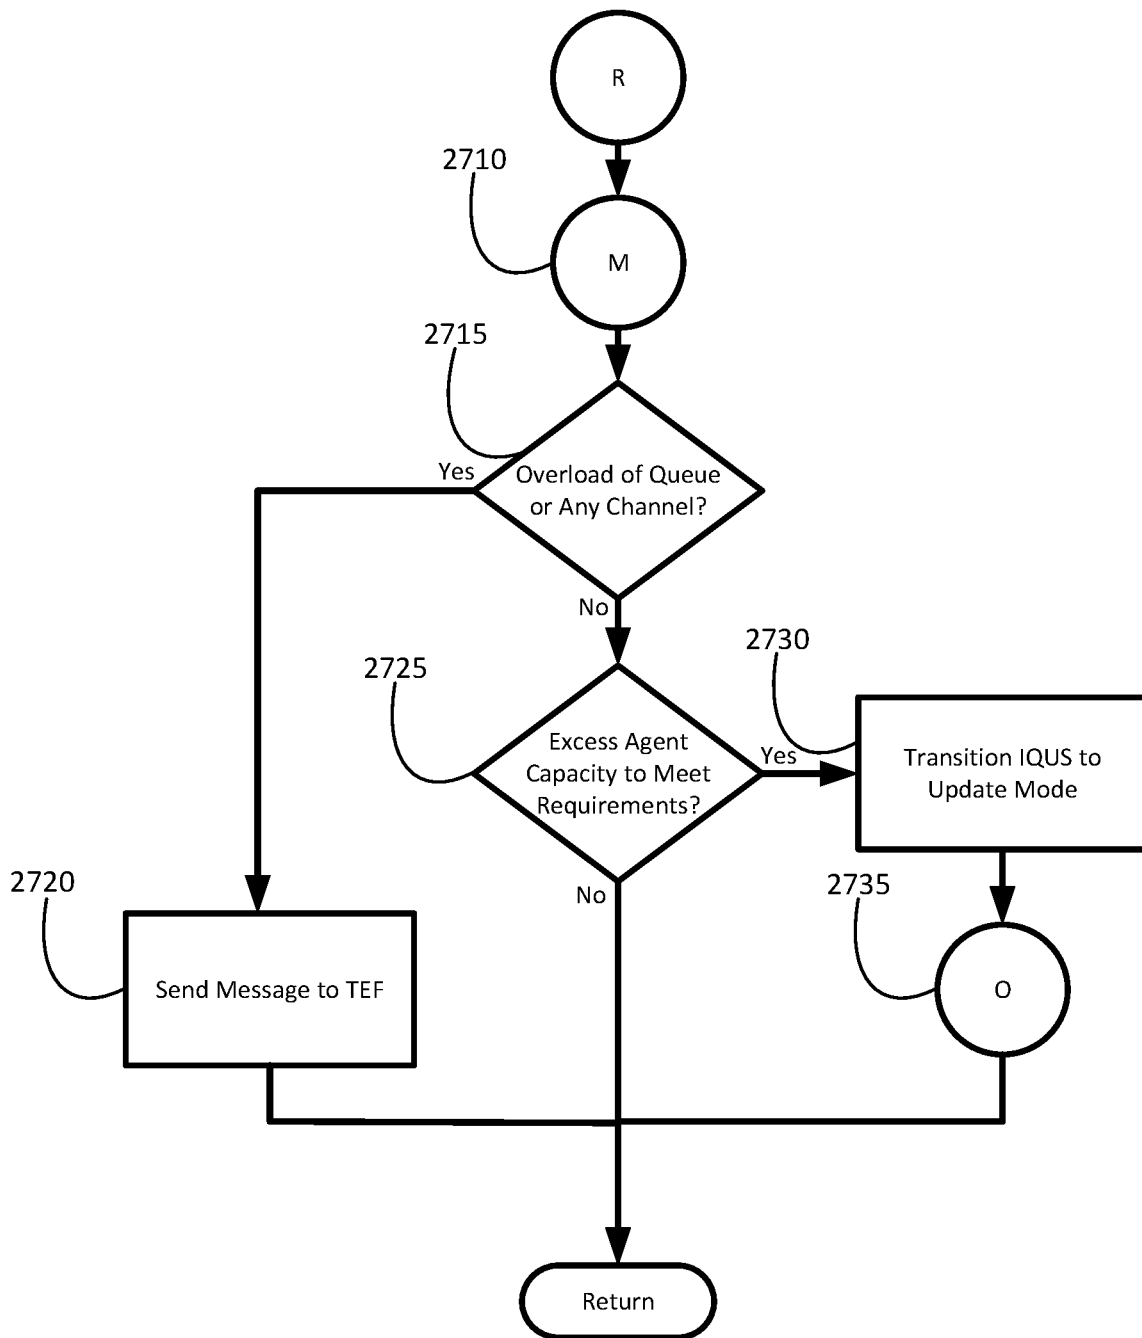 R
2710
M
2715
Yes
Overload of Queue
or Any Channel?
No
2730
2725
Excess Agent
Capacity to Meet
Requirements?
Yes
Transition IQUS to
Update Mode
No
2720
2735
Send Message to TEF
O
Return